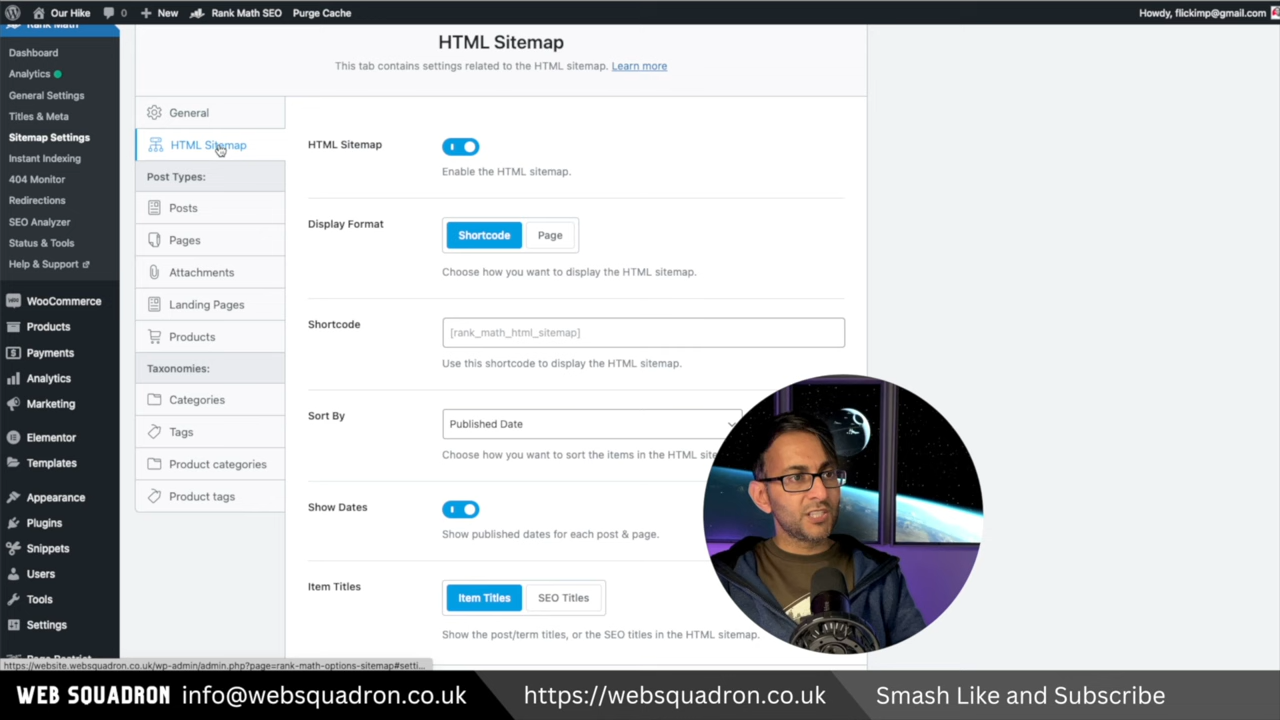 Our Hike
0
New
Rank Math SEO
Purge Cache
Howdy, flickimp@gmail.com
Rank Math
Dashboard
Analytics
General Settings
Titles & Meta
Sitemap Settings
Instant Indexing
404 Monitor
Redirections
SEO Analyzer
Status & Tools
Help & Support
WooCommerce
Products
Payments
Analytics
Marketing
Elementor
Templates
Appearance
Plugins
Snippets
Users
Tools
Settings
HTML Sitemap
This tab contains settings related to the HTML sitemap. Learn more
General
HTML Sitemap
Post Types:
Posts
Pages
Attachments
Landing Pages
Products
Taxonomies:
Categories
Tags
Product categories
Product tags
HTML Sitemap
Enable the HTML sitemap.
Display Format
Shortcode
Page
Choose how you want to display the HTML sitemap.
Shortcode
[rank_math_html_sitemap]
Use this shortcode to display the HTML sitemap.
Sort By
Published Date
Choose how you want to sort the items in the HTML
Show Dates
Show published dates for each post & page.
Item Titles
Item Titles
SEO Titles
Show the post/term titles, or the SEO titles in the HTML sitemap.
https://website.websquadron.co.uk/wp-admin/admin.php?page=rank-math-options-sitemap#setti...
WEB SQUADRON
info@websquadron.co.uk
https://websquadron.co.uk
Smash Like and Subscribe